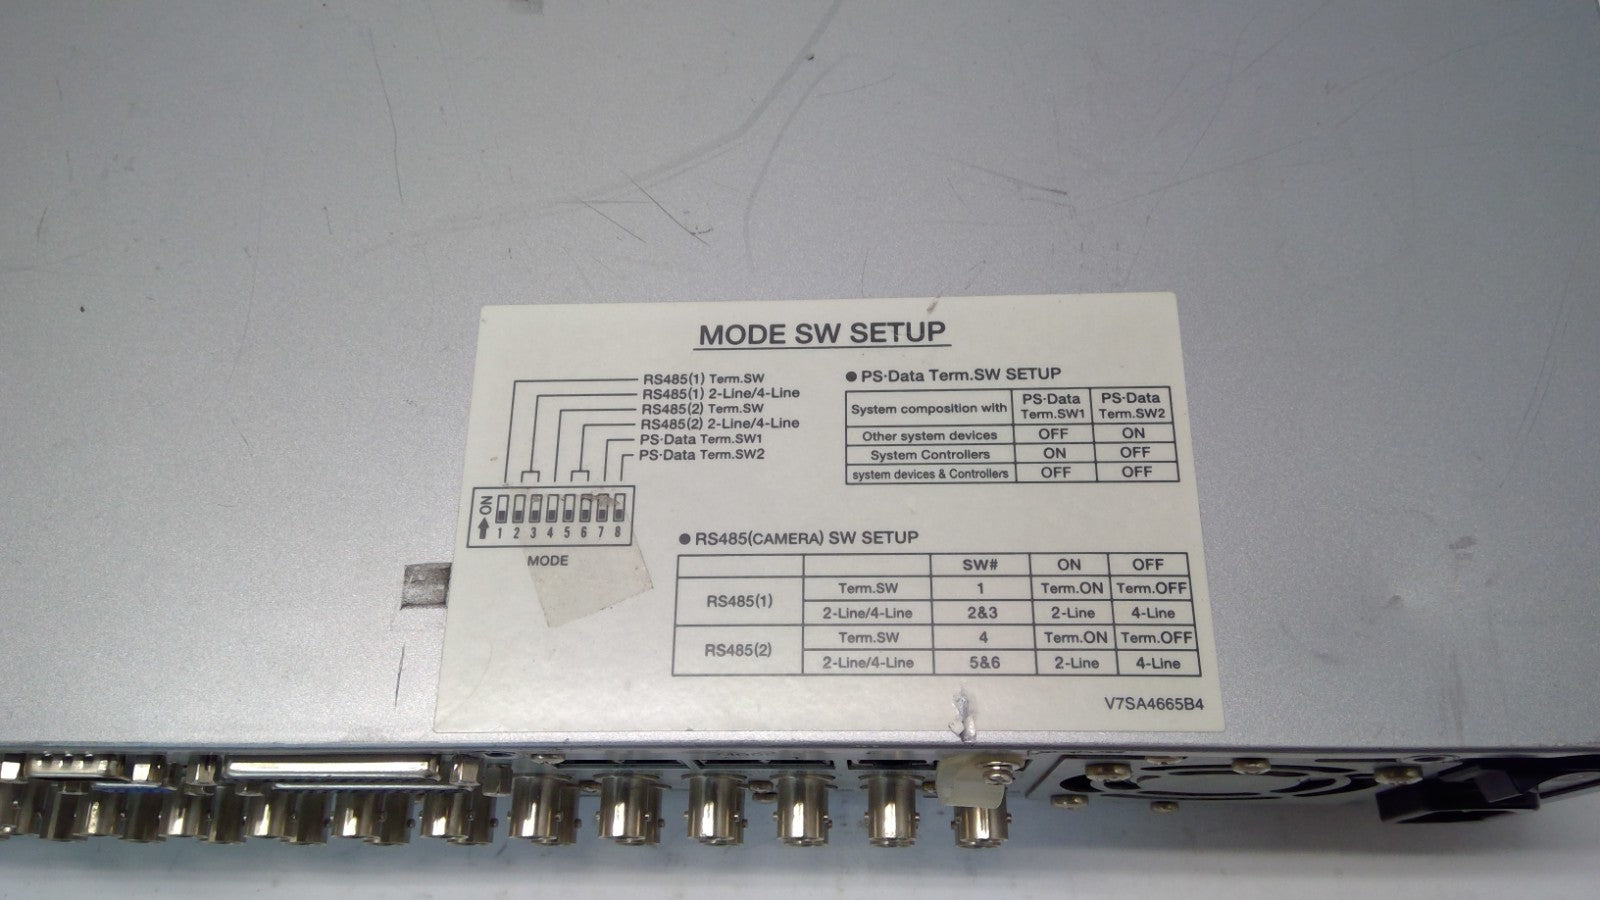 MODE SW SETUP
RS485(1) Term.SW
RS485(1) 2-Line/4-Line
RS485(2) Term.SW
RS485(2) 2-Line/4-Line
PS·Data Term.SW1
PS·Data Term.SW2
ON
1 2 3 4 5 6 7 8
MODE
● PS·Data Term.SW SETUP
System composition with PS·Data Term.SW1 PS·Data Term.SW2
Other system devices OFF ON
System Controllers ON OFF
system devices & Controllers OFF OFF
● RS485(CAMERA) SW SETUP
SW# ON OFF
RS485(1) Term.SW 1 Term.ON Term.OFF
2-Line/4-Line 2&3 2-Line 4-Line
RS485(2) Term.SW 4 Term.ON Term.OFF
2-Line/4-Line 5&6 2-Line 4-Line
V7SA4665B4